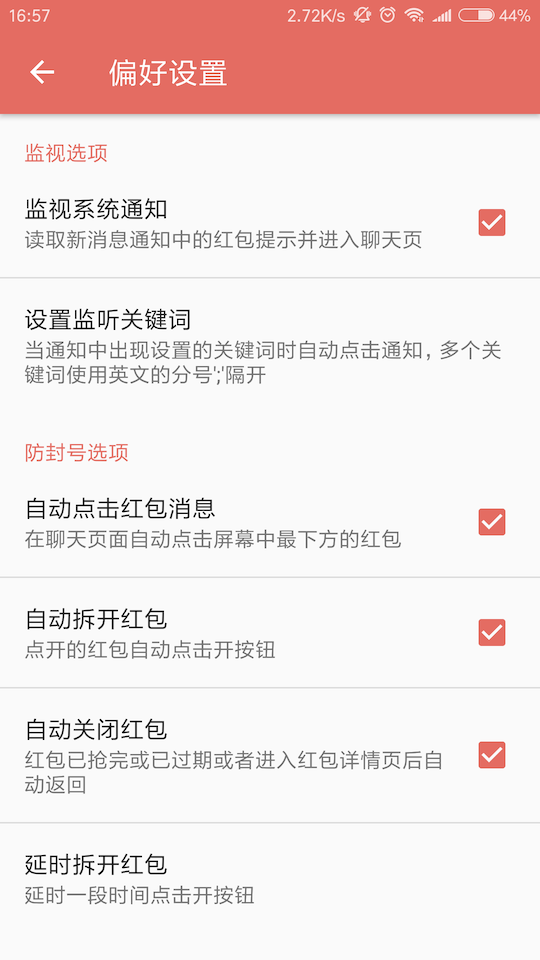 16:57 2.72K/s 44%
偏好设置
监视选项
监视系统通知
读取新消息通知中的红包提示并进入聊天页
设置监听关键词
当通知中出现设置的关键词时自动点击通知，多个关
键词使用英文的分号';'隔开
防封号选项
自动点击红包消息
在聊天页面自动点击屏幕中最下方的红包
自动拆开红包
点开的红包自动点击开按钮
自动关闭红包
红包已抢完或已过期或者进入红包详情页后自
动返回
延时拆开红包
延时一段时间点击开按钮